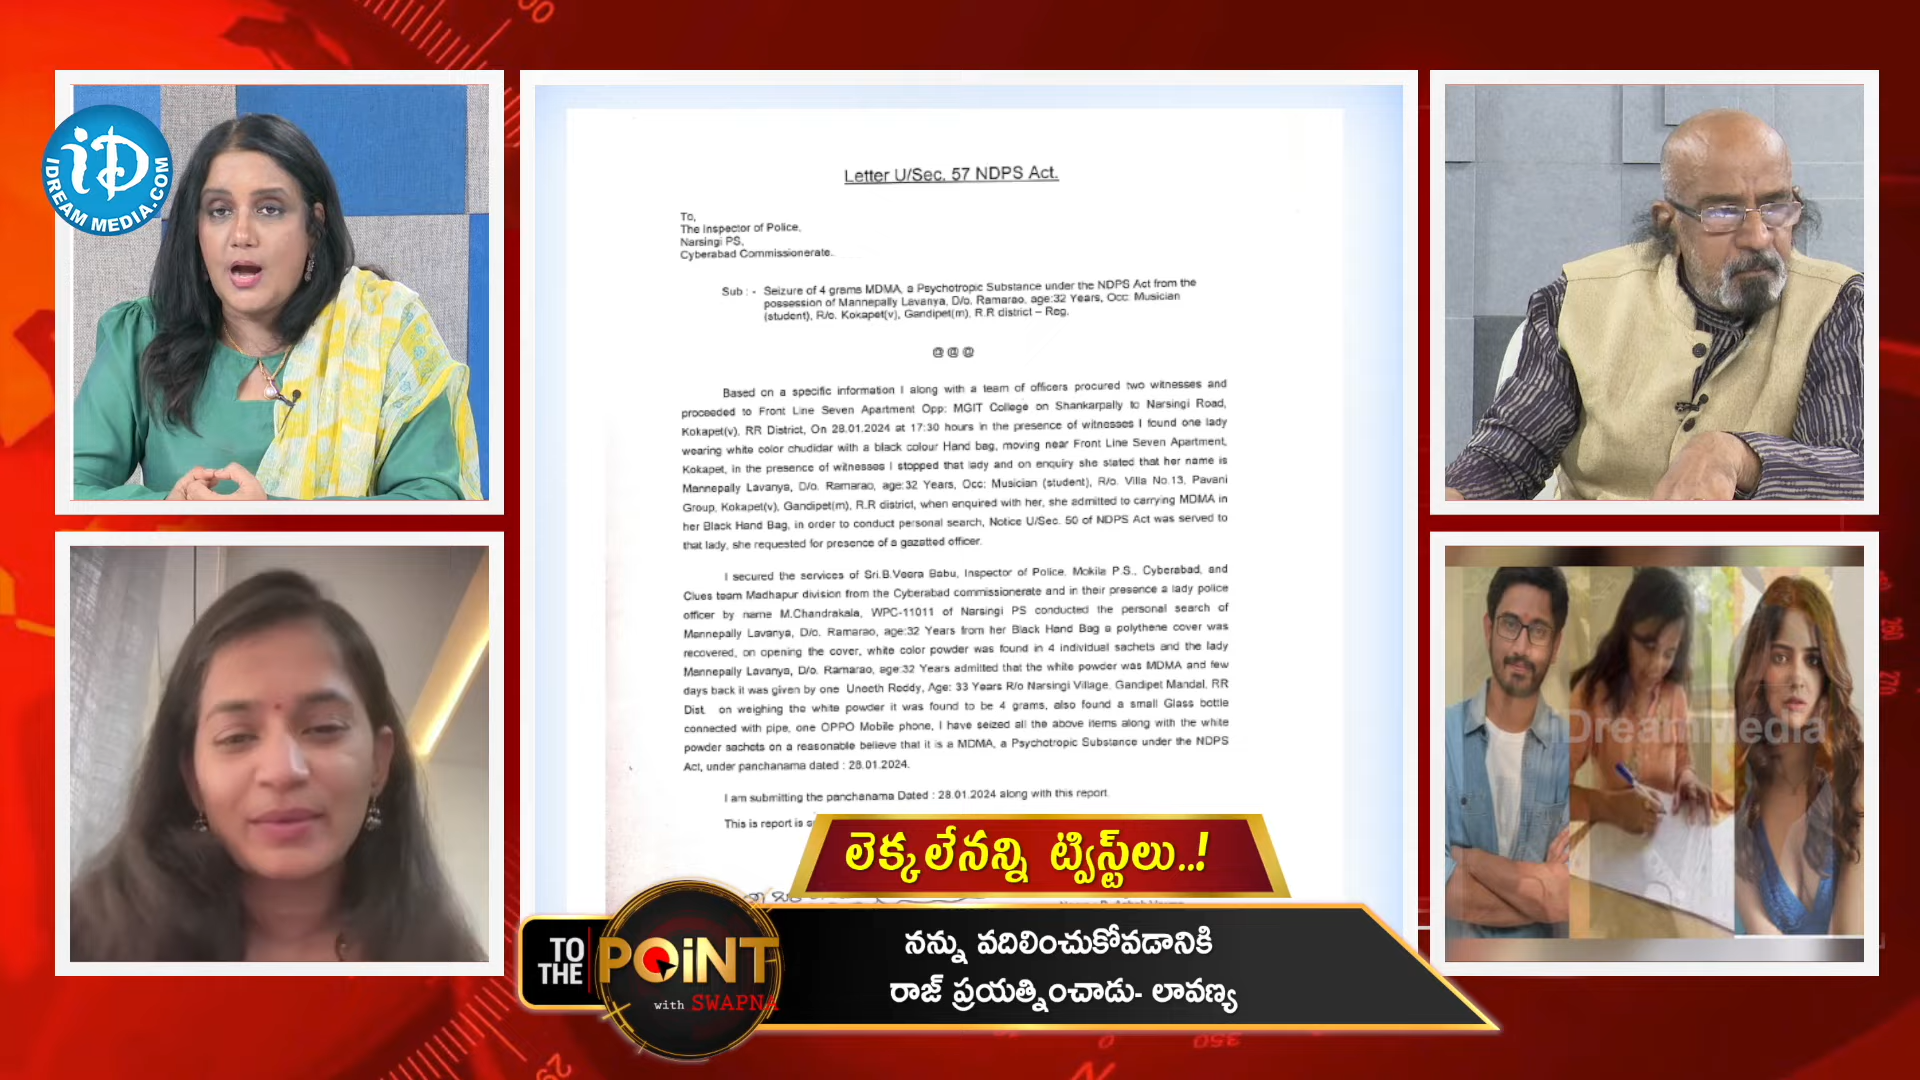 iD
IDREAM MEDIA.COM
Letter U/Sec. 57 NDPS Act.
To,
The Inspector of Police,
Narsingi PS,
Cyberabad Commissionerate.
Sub : - Seizure of 4 grams MDMA, a Psychotropic Substance under the NDPS Act from the
possession of Mannepally Lavanya, D/o. Ramarao, age:32 Years, Occ: Musician
(student), R/o. Kokapet(v), Gandipet(m), R.R district – Reg.
@@@
Based on a specific information I along with a team of officers procured two witnesses and
proceeded to Front Line Seven Apartment Opp: MGIT College on Shankarpally to Narsingi Road,
Kokapet(v), RR District, On 28.01.2024 at 17:30 hours in the presence of witnesses I found one lady
wearing white color chudidar with a black colour Hand bag, moving near Front Line Seven Apartment,
Kokapet, in the presence of witnesses I stopped that lady and on enquiry she stated that her name is
Mannepally Lavanya, D/o. Ramarao, age:32 Years, Occ: Musician (student), R/o. Villa No.13, Pavani
Group, Kokapet(v), Gandipet(m), R.R district, when enquired with her, she admitted to carrying MDMA in
her Black Hand Bag, in order to conduct personal search, Notice U/Sec. 50 of NDPS Act was served to
that lady, she requested for presence of a gazatted officer.
I secured the services of Sri.B.Veera Babu, Inspector of Police, Mokila P.S., Cyberabad, and
Clues team Madhapur division from the Cyberabad commissionerate and in their presence a lady police
officer by name M.Chandrakala, WPC-11011 of Narsingi PS conducted the personal search of
Mannepally Lavanya, D/o. Ramarao, age:32 Years from her Black Hand Bag a polythene cover was
recovered, on opening the cover, white color powder was found in 4 individual sachets and the lady
Mannepally Lavanya, D/o. Ramarao, age:32 Years admitted that the white powder was MDMA and few
days back it was given by one Uneeth Reddy, Age: 33 Years R/o Narsingi Village, Gandipet Mandal, RR
Dist. on weighing the white powder it was found to be 4 grams, also found a small Glass bottle
connected with pipe, one OPPO Mobile phone, I have seized all the above items along with the white
powder sachets on a reasonable believe that it is a MDMA, a Psychotropic Substance under the NDPS
Act, under panchanama dated : 28.01.2024.
I am submitting the panchanama Dated : 28.01.2024 along with this report.
This is report is
iDreamMedia
లెక్కలేనన్ని ట్విస్ట్‌లు..!
TO THE POiNT
with SWAPNA
నన్ను వదిలించుకోవడానికి
రాజ్ ప్రయత్నించాడు- లావణ్య